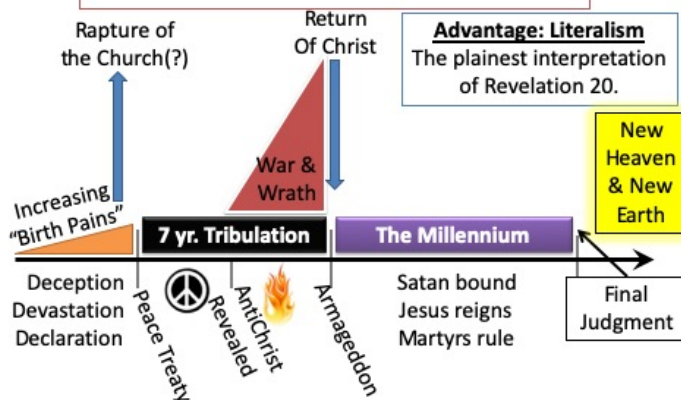 Rapture of
the Church(?)
Return
Of Christ
Advantage: Literalism
The plainest interpretation
of Revelation 20.
War &
Wrath
New
Heaven
& New
Earth
Increasing
"Birth Pains"
7 yr. Tribulation
The Millennium
Deception
Devastation
Declaration
Peace Treaty
AntiChrist
Revealed
Armageddon
Satan bound
Jesus reigns
Martyrs rule
Final
Judgment